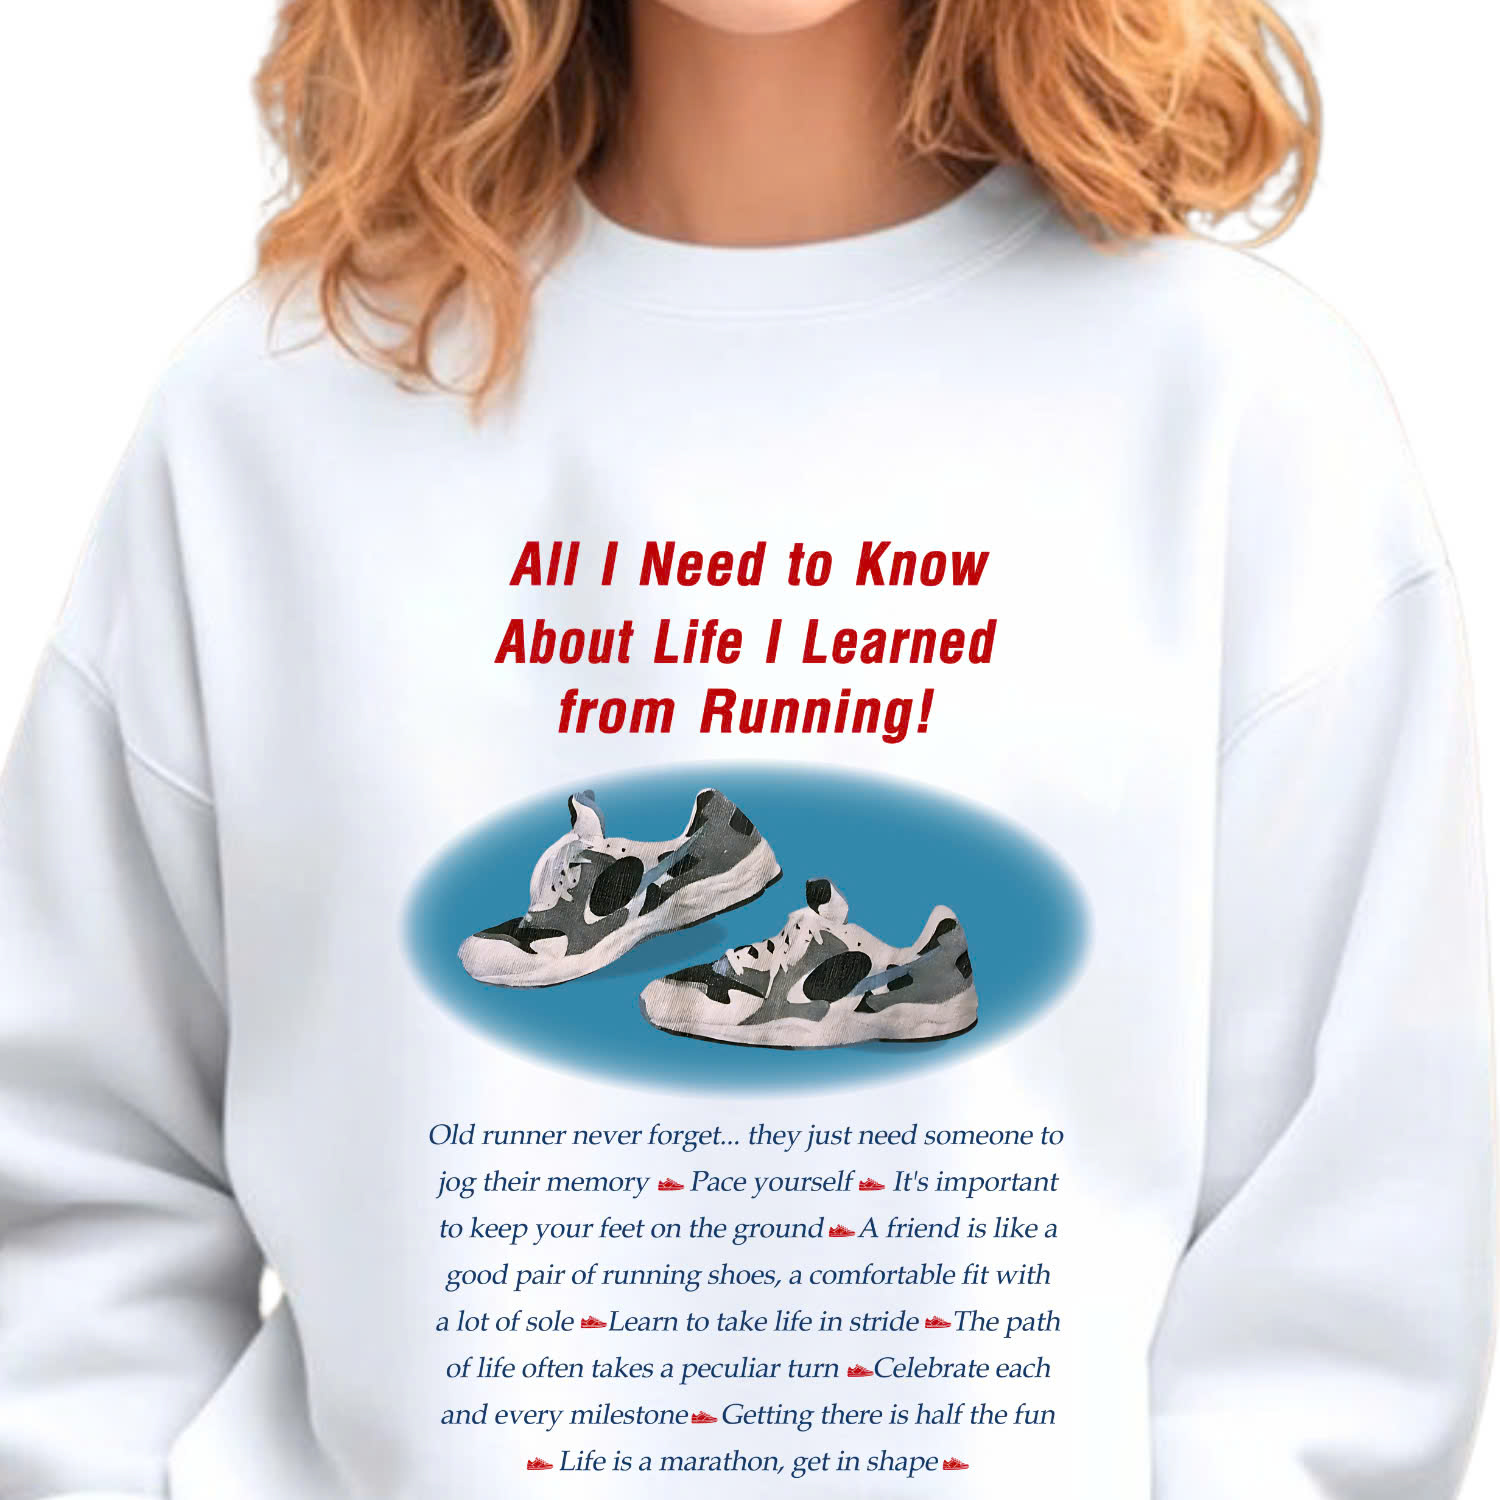 All I Need to Know
About Life I Learned
from Running!
Old runner never forget... they just need someone to
jog their memory Pace yourself It's important
to keep your feet on the ground A friend is like a
good pair of running shoes, a comfortable fit with
a lot of sole Learn to take life in stride The path
of life often takes a peculiar turn Celebrate each
and every milestone Getting there is half the fun
Life is a marathon, get in shape